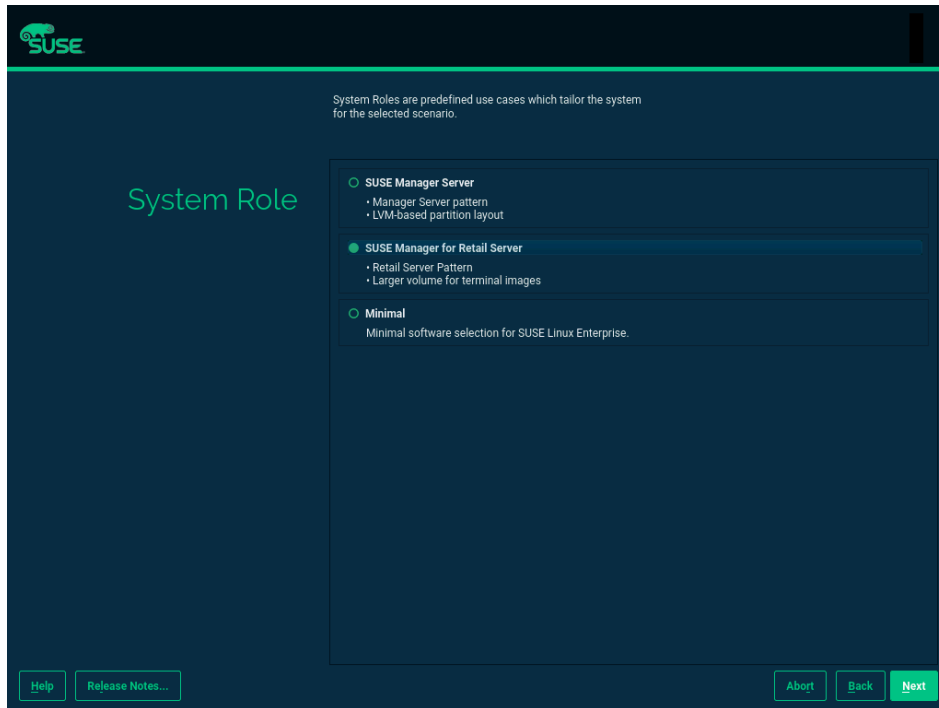 SUSE
System Roles are predefined use cases which tailor the system
for the selected scenario.
System Role
SUSE Manager Server
• Manager Server pattern
• LVM-based partition layout
SUSE Manager for Retail Server
• Retail Server Pattern
• Larger volume for terminal images
Minimal
Minimal software selection for SUSE Linux Enterprise.
Help
Release Notes...
Abort
Back
Next